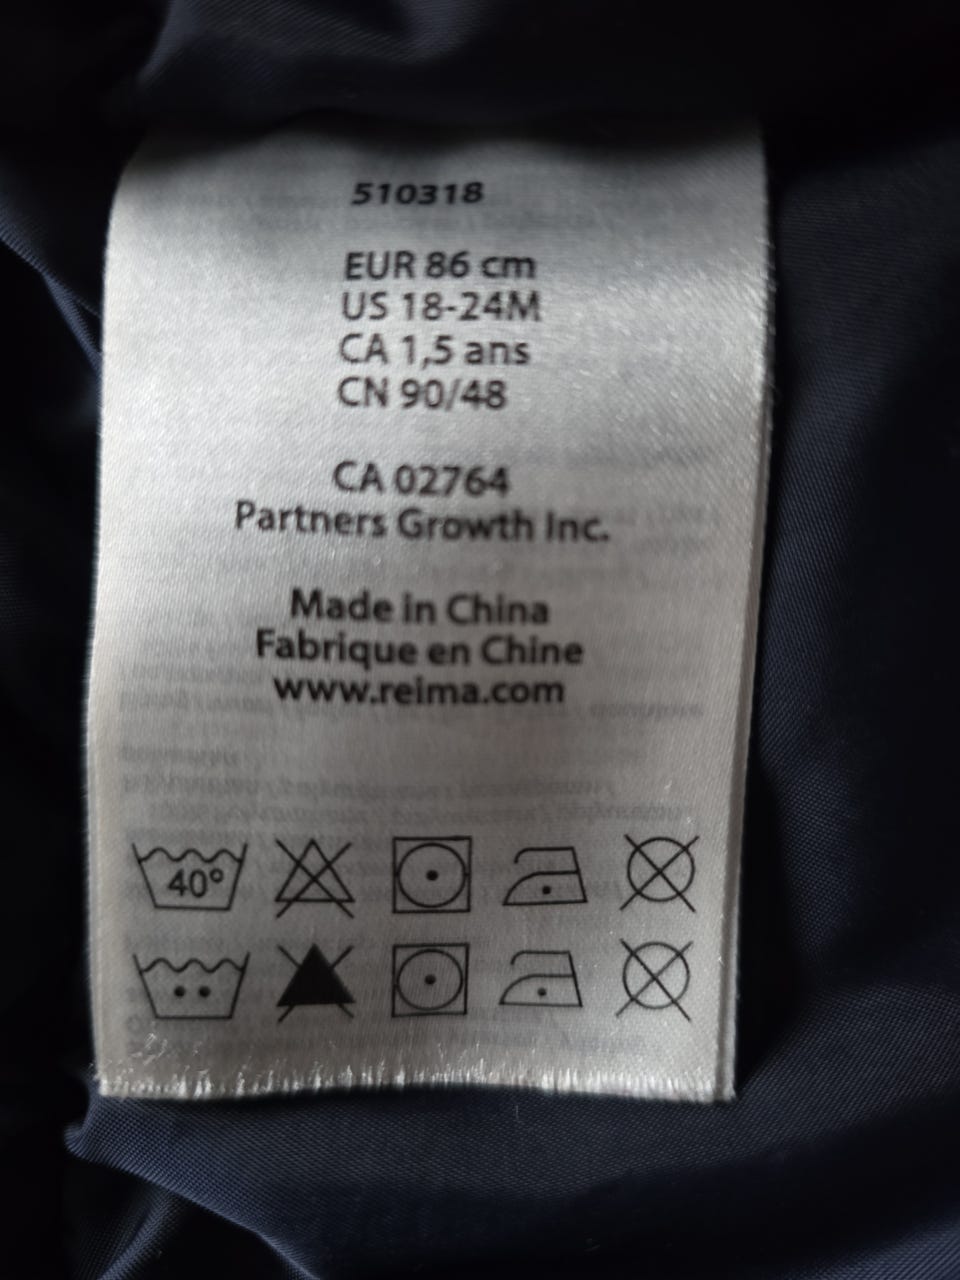 510318
EUR 86 cm
US 18-24M
CA 1,5 ans
CN 90/48
CA 02764
Partners Growth Inc.
Made in China
Fabrique en Chine
www.reima.com
40°